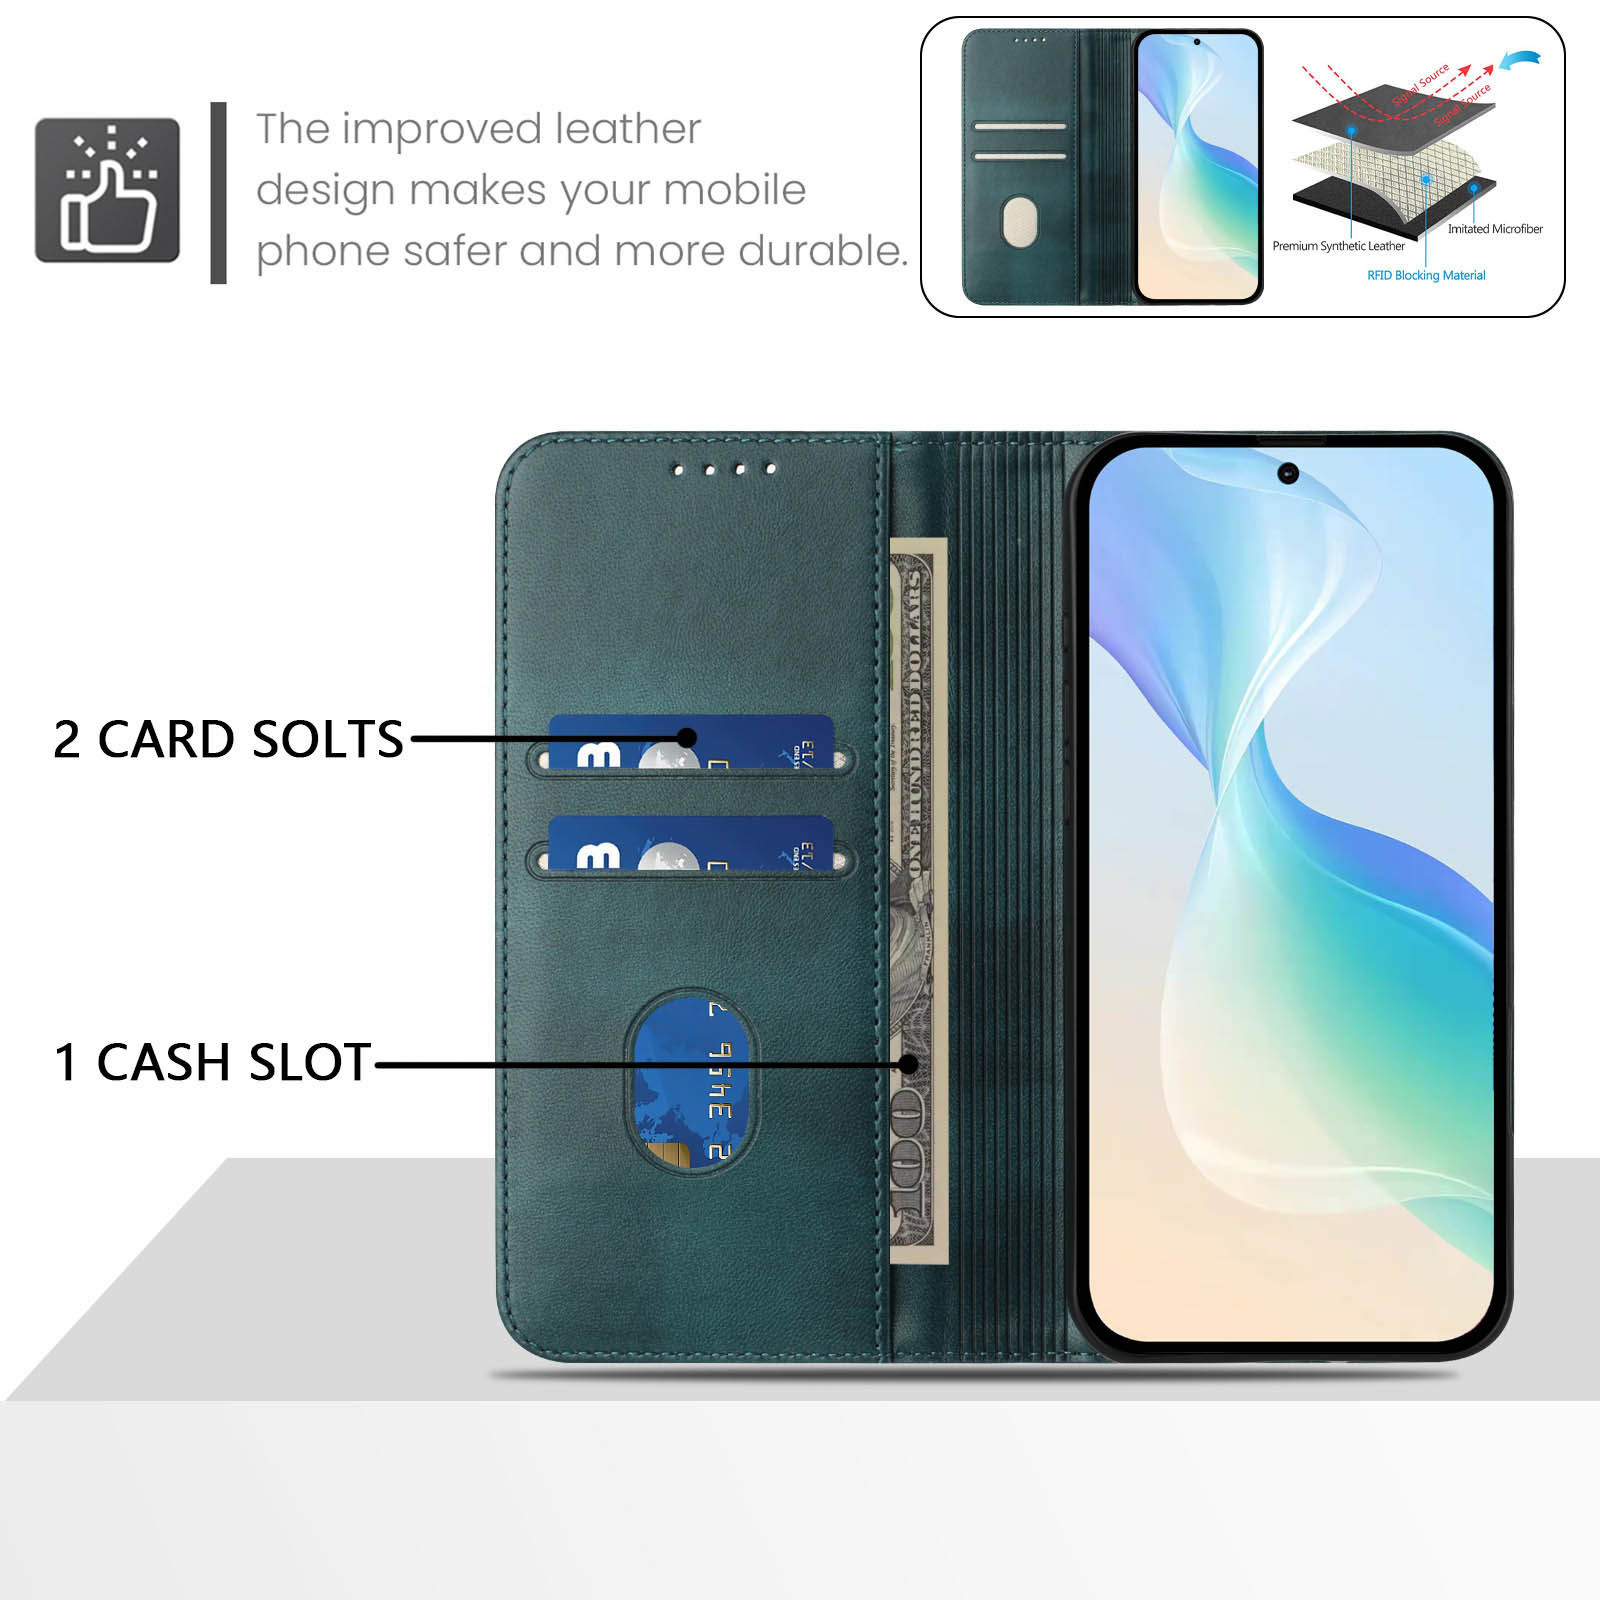 The improved leather
design makes your mobile
phone safer and more durable.
Signal Source
Signal Source
Premium Synthetic Leather
Imitated Microfiber
RFID Blocking Material
2 CARD SOLTS
1 CASH SLOT
ONE HUNDRED DOLLARS
FRANKLIN
100